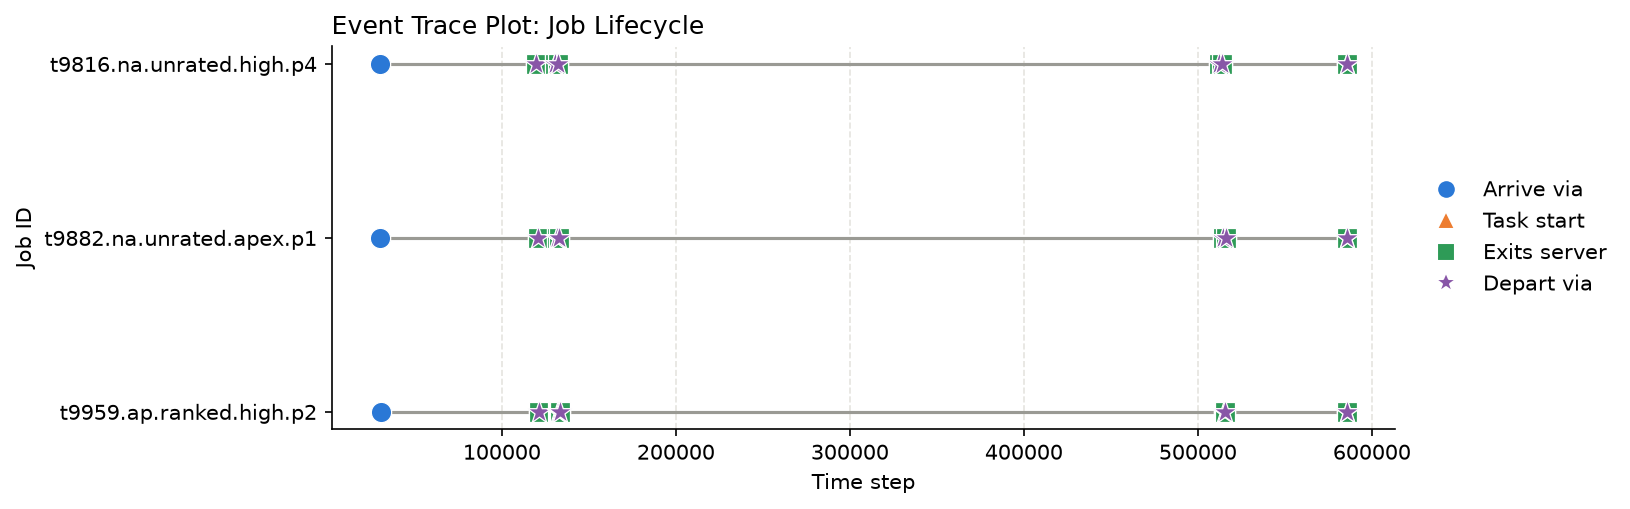 Event Trace Plot: Job Lifecycle
t9816.na.unrated.high.p4
t9882.na.unrated.apex.p1
t9959.ap.ranked.high.p2
Job ID
100000 200000 300000 400000 500000 600000
Time step
Arrive via
Task start
Exits server
Depart via